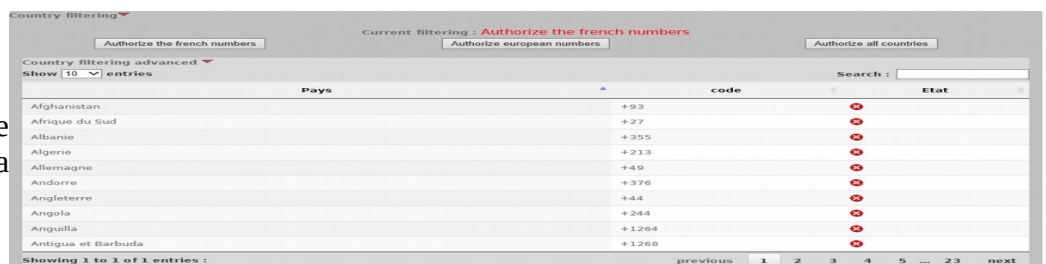 Country filtering
Current filtering : Authorize the french numbers
Authorize the french numbers Authorize european numbers Authorize all countries
Country filtering advanced
Show 10 entries Search :
Pays code Etat
Afghanistan +93
Afrique du Sud +27
e
Albanie +355
Algerie +213
a
Allemagne +49
Andorre +376
Angleterre +44
Angola +244
Anguilla +1264
Antigua et Barbuda +1268
Showing 1 to 1 of 1 entries : previous 1 2 3 4 5 ... 23 next